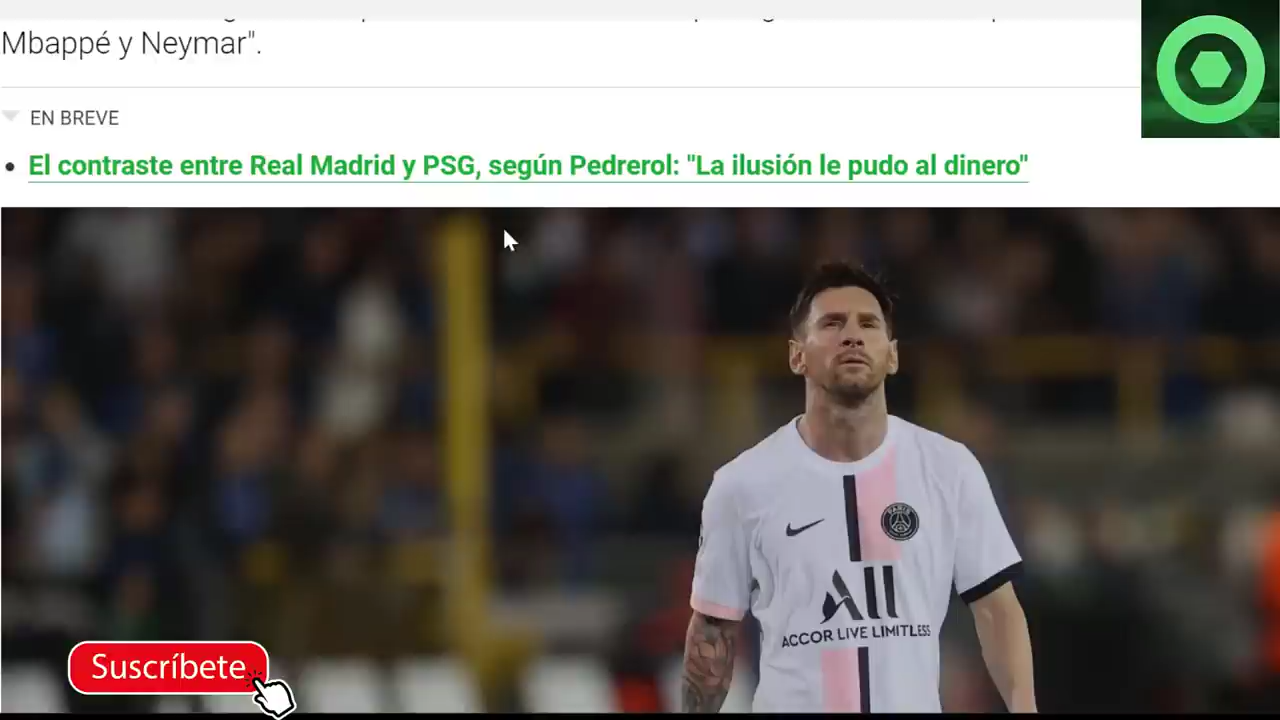 Mbappé y Neymar".
EN BREVE
El contraste entre Real Madrid y PSG, según Pedrerol: "La ilusión le pudo al dinero"
PARIS
ALL
ACCOR LIVE LIMITLESS
Suscríbete